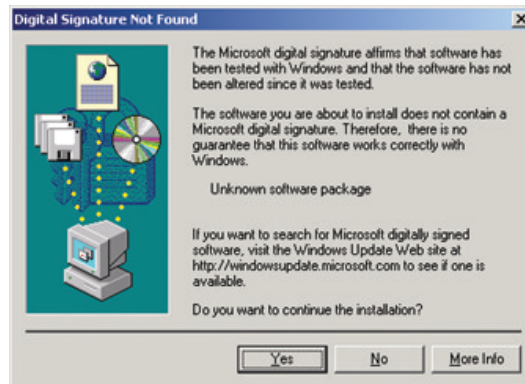 Digital Signature Not Found
The Microsoft digital signature affirms that software has
been tested with Windows and that the software has not
been altered since it was tested.
The software you are about to install does not contain a
Microsoft digital signature. Therefore, there is no
guarantee that this software works correctly with
Windows.
Unknown software package
If you want to search for Microsoft digitally signed
software, visit the Windows Update Web site at
http://windowsupdate.microsoft.com to see if one is
available.
Do you want to continue the installation?
Yes No More Info